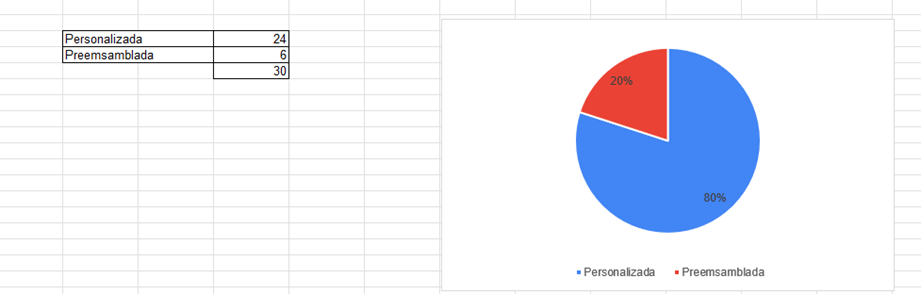 Personalizada 24
Preemsamblada 6
30
20%
80%
Personalizada Preemsamblada